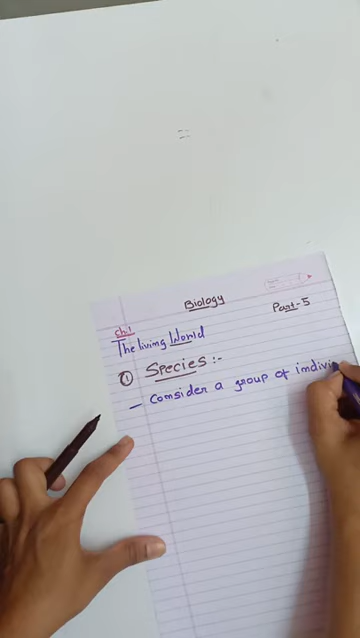 Biology
Part-5
Ch:1
The living World
① Species:-
- Consider a group of indivi